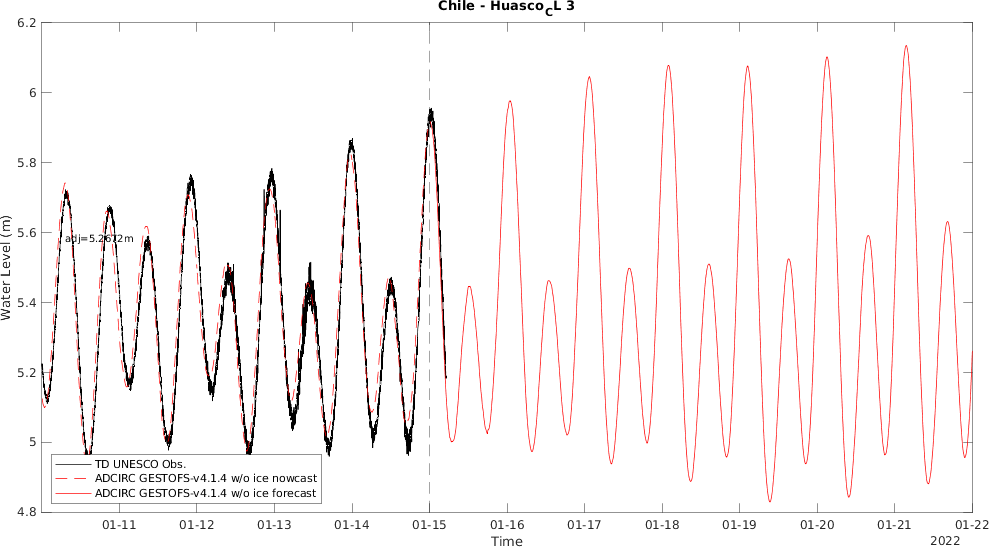 Chile - Huasco_CL 3
6.2
6
5.8
5.6
5.4
5.2
5
4.8
Water Level (m)
adj=5.2672m
TD UNESCO Obs.
ADCIRC GESTOFS-v4.1.4 w/o ice nowcast
ADCIRC GESTOFS-v4.1.4 w/o ice forecast
01-11 01-12 01-13 01-14 01-15 01-16 01-17 01-18 01-19 01-20 01-21 01-22
Time
2022